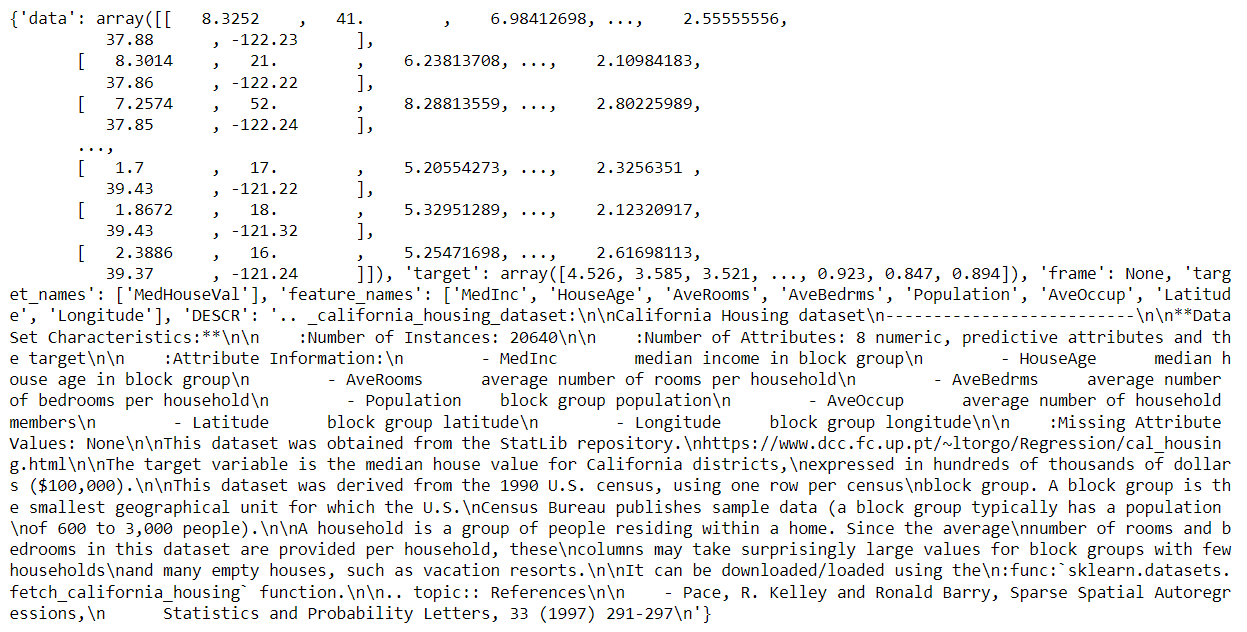 {'data': array([[   8.3252    ,   41.        ,    6.98412698, ...,    2.55555556,
          37.88      , -122.23      ],
       [   8.3014    ,   21.        ,    6.23813708, ...,    2.10984183,
          37.86      , -122.22      ],
       [   7.2574    ,   52.        ,    8.28813559, ...,    2.80225989,
          37.85      , -122.24      ],
       ...,
       [   1.7       ,   17.        ,    5.20554273, ...,    2.3256351 ,
          39.43      , -121.22      ],
       [   1.8672    ,   18.        ,    5.32951289, ...,    2.12320917,
          39.43      , -121.32      ],
       [   2.3886    ,   16.        ,    5.25471698, ...,    2.61698113,
          39.37      , -121.24      ]]), 'target': array([4.526, 3.585, 3.521, ..., 0.923, 0.847, 0.894]), 'frame': None, 'targ
et_names': ['MedHouseVal'], 'feature_names': ['MedInc', 'HouseAge', 'AveRooms', 'AveBedrms', 'Population', 'AveOccup', 'Latitud
e', 'Longitude'], 'DESCR': '.. _california_housing_dataset:\n\nCalifornia Housing dataset\n--------------------------\n\n**Data
Set Characteristics:**\n\n    :Number of Instances: 20640\n\n    :Number of Attributes: 8 numeric, predictive attributes and th
e target\n\n    :Attribute Information:\n        - MedInc        median income in block group\n        - HouseAge      median h
ouse age in block group\n        - AveRooms      average number of rooms per household\n        - AveBedrms     average number
of bedrooms per household\n        - Population    block group population\n        - AveOccup      average number of household
members\n        - Latitude      block group latitude\n        - Longitude     block group longitude\n\n    :Missing Attribute
Values: None\n\nThis dataset was obtained from the StatLib repository.\nhttps://www.dcc.fc.up.pt/~ltorgo/Regression/cal_housin
g.html\n\nThe target variable is the median house value for California districts,\nexpressed in hundreds of thousands of dollar
s ($100,000).\n\nThis dataset was derived from the 1990 U.S. census, using one row per census\nblock group. A block group is th
e smallest geographical unit for which the U.S.\nCensus Bureau publishes sample data (a block group typically has a population
\nof 600 to 3,000 people).\n\nA household is a group of people residing within a home. Since the average\nnumber of rooms and b
edrooms in this dataset are provided per household, these\ncolumns may take surprisingly large values for block groups with few
households\nand many empty houses, such as vacation resorts.\n\nIt can be downloaded/loaded using the\n:func:`sklearn.datasets.
fetch_california_housing` function.\n\n.. topic:: References\n\n    - Pace, R. Kelley and Ronald Barry, Sparse Spatial Autoregr
essions,\n      Statistics and Probability Letters, 33 (1997) 291-297\n'}